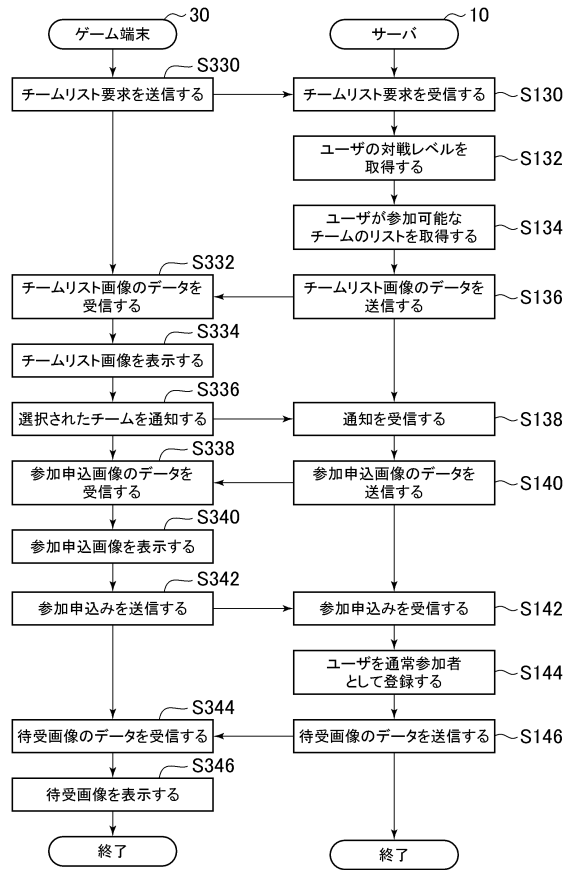 30
ゲーム端末
10
サーバ
S330
チームリスト要求を送信する
チームリスト要求を受信する
S130
ユーザの対戦レベルを
取得する
S132
ユーザが参加可能な
チームのリストを取得する
S134
S332
チームリスト画像のデータを
受信する
チームリスト画像のデータを
送信する
S136
S334
チームリスト画像を表示する
S336
選択されたチームを通知する
通知を受信する
S138
S338
参加申込画像のデータを
受信する
参加申込画像のデータを
送信する
S140
S340
参加申込画像を表示する
S342
参加申込みを送信する
参加申込みを受信する
S142
ユーザを通常参加者
として登録する
S144
S344
待受画像のデータを受信する
待受画像のデータを送信する
S146
S346
待受画像を表示する
終了
終了